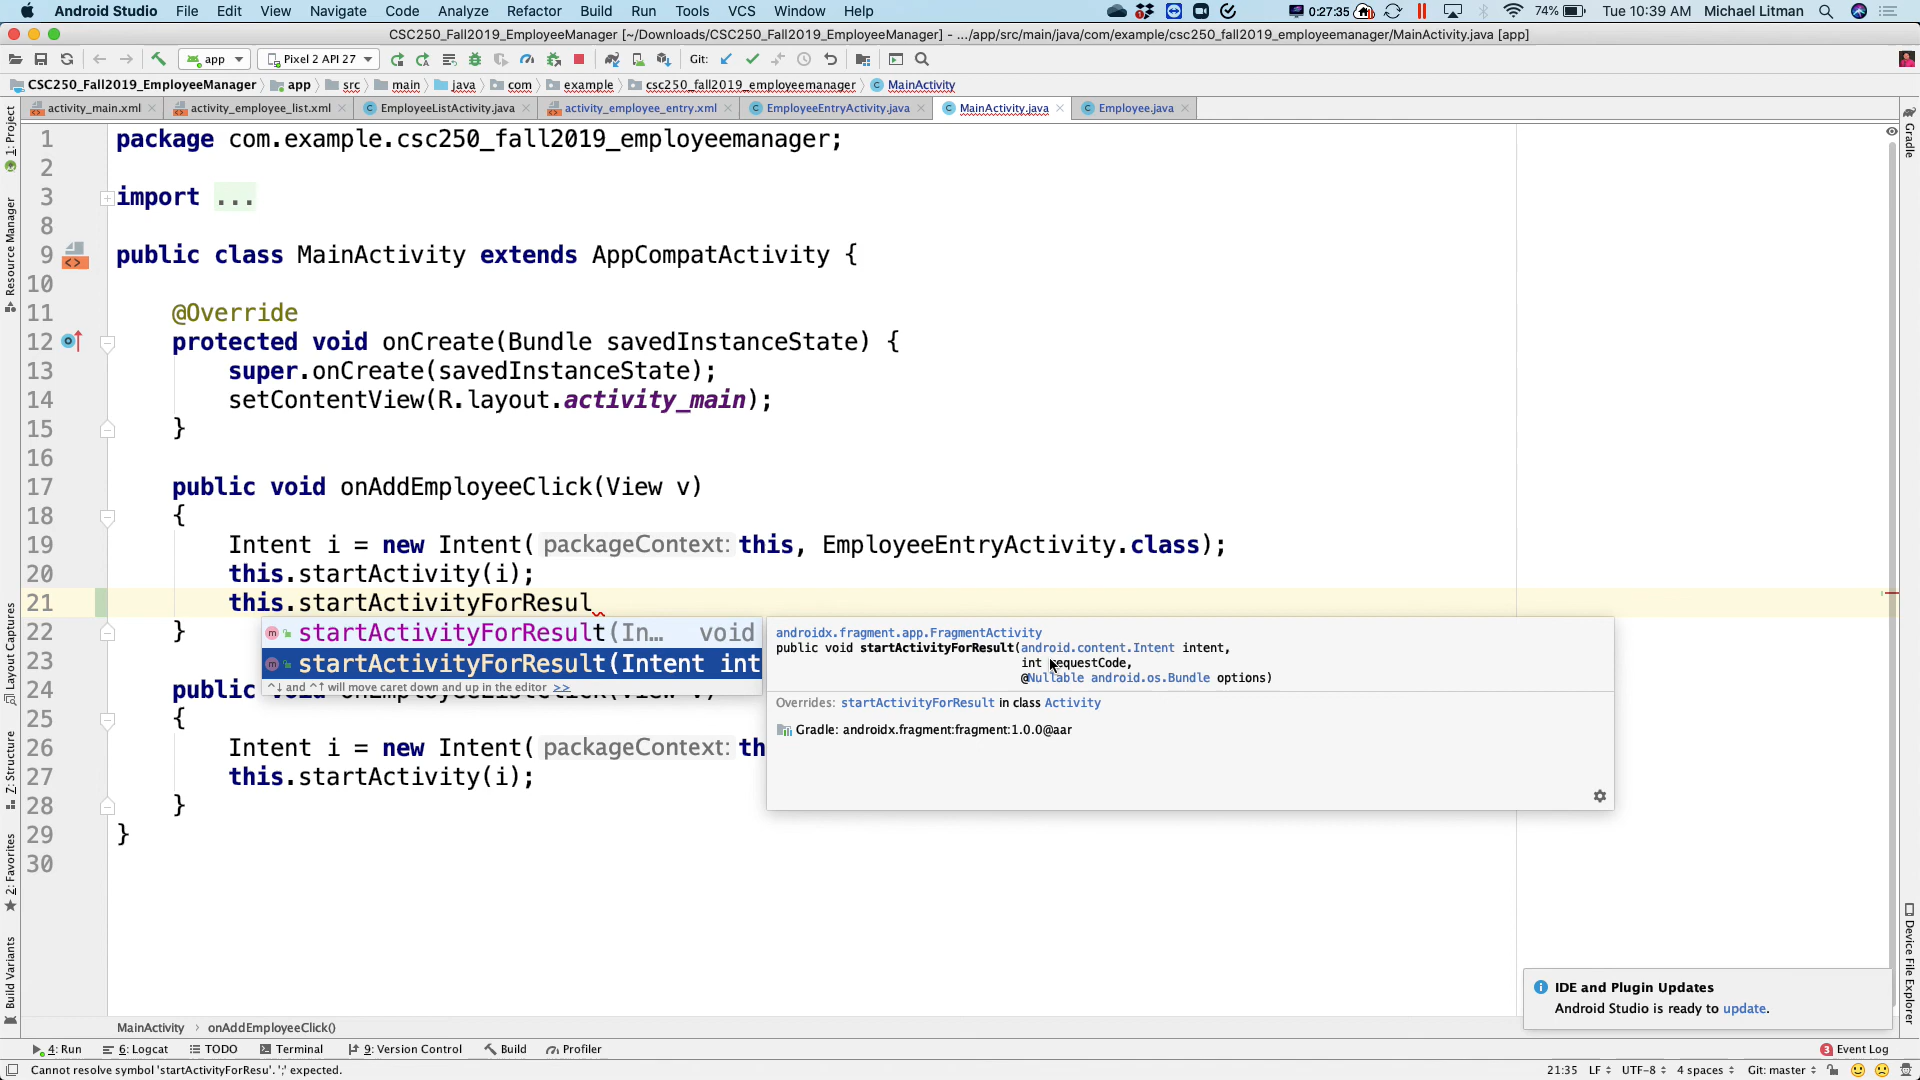 Android Studio File Edit View Navigate Code Analyze Refactor Build Run Tools VCS Window Help 0:27:35 74% Tue 10:39 AM Michael Litman
CSC250_Fall2019_EmployeeManager [~/Downloads/CSC250_Fall2019_EmployeeManager] - .../app/src/main/java/com/example/csc250_fall2019_employeemanager/MainActivity.java [app]
app Pixel 2 API 27 Git:
CSC250_Fall2019_EmployeeManager app src main java com example csc250_fall2019_employeemanager MainActivity
activity_main.xml activity_employee_list.xml EmployeeListActivity.java activity_employee_entry.xml EmployeeEntryActivity.java MainActivity.java Employee.java
1 package com.example.csc250_fall2019_employeemanager;
2
3 import ...
8
9 public class MainActivity extends AppCompatActivity {
10
11 @Override
12 protected void onCreate(Bundle savedInstanceState) {
13 super.onCreate(savedInstanceState);
14 setContentView(R.layout.activity_main);
15 }
16
17 public void onAddEmployeeClick(View v)
18 {
19 Intent i = new Intent( packageContext: this, EmployeeEntryActivity.class);
20 this.startActivity(i);
21 this.startActivityForResul
22 }
startActivityForResult(In... void
startActivityForResult(Intent int
^↓ and ^↑ will move caret down and up in the editor >>
androidx.fragment.app.FragmentActivity
public void startActivityForResult(android.content.Intent intent,
int requestCode,
@Nullable android.os.Bundle options)
Overrides: startActivityForResult in class Activity
Gradle: androidx.fragment:fragment:1.0.0@aar
23
24 public
25 {
26 Intent i = new Intent( packageContext: th
27 this.startActivity(i);
28 }
29 }
30
1: Project
Resource Manager
Layout Captures
Z: Structure
2: Favorites
Build Variants
Gradle
Device File Explorer
IDE and Plugin Updates
Android Studio is ready to update.
MainActivity › onAddEmployeeClick()
4: Run 6: Logcat TODO Terminal 9: Version Control Build Profiler 3 Event Log
Cannot resolve symbol 'startActivityForResu'. ';' expected. 21:35 LF UTF-8 4 spaces Git: master